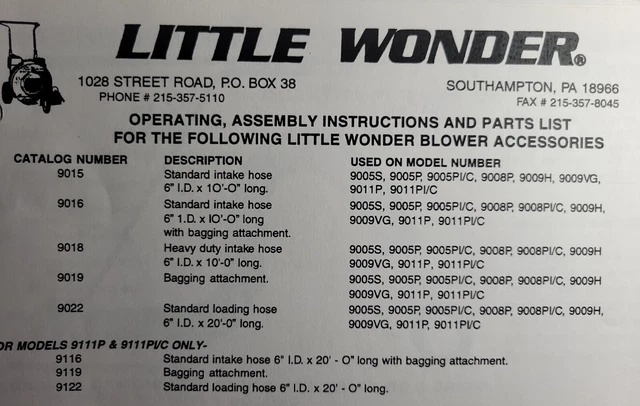 LITTLE WONDER®
1028 STREET ROAD, P.O. BOX 38
SOUTHAMPTON, PA 18966
PHONE # 215-357-5110
FAX # 215-357-8045
OPERATING, ASSEMBLY INSTRUCTIONS AND PARTS LIST
FOR THE FOLLOWING LITTLE WONDER BLOWER ACCESSORIES
CATALOG NUMBER DESCRIPTION USED ON MODEL NUMBER
9015 Standard intake hose 9005S, 9005P, 9005PI/C, 9008P, 9009H, 9009VG,
6" I.D. x 1O'-O" long. 9011P, 9011PI/C
9016 Standard intake hose 9005S, 9005P, 9005PI/C, 9008P, 9008PI/C, 9009H,
6" 1.D. x IO'-O" long 9009VG, 9011P, 9011PI/C
with bagging attachment.
9018 Heavy duty intake hose 9005S, 9005P, 9005PI/C, 9008P, 9008PI/C, 9009H
6" I.D. x 10'-0" long. 9009VG, 9011P, 9011PI/C
9019 Bagging attachment. 9005S, 9005P, 9005PI/C, 9008P, 9008PI/C, 9009H
9009VG, 9011P, 9011PI/C
9022 Standard loading hose 9005S, 9005P, 9005PI/C, 9008P, 9008PI/C, 9009H,
6" I.D. x 20'-0" long. 9009VG, 9011P, 9011PI/C
OR MODELS 9111P & 9111PI/C ONLY-
9116 Standard intake hose 6" I.D. x 20' - O" long with bagging attachment.
9119 Bagging attachment.
9122 Standard loading hose 6" I.D. x 20' - O" long.